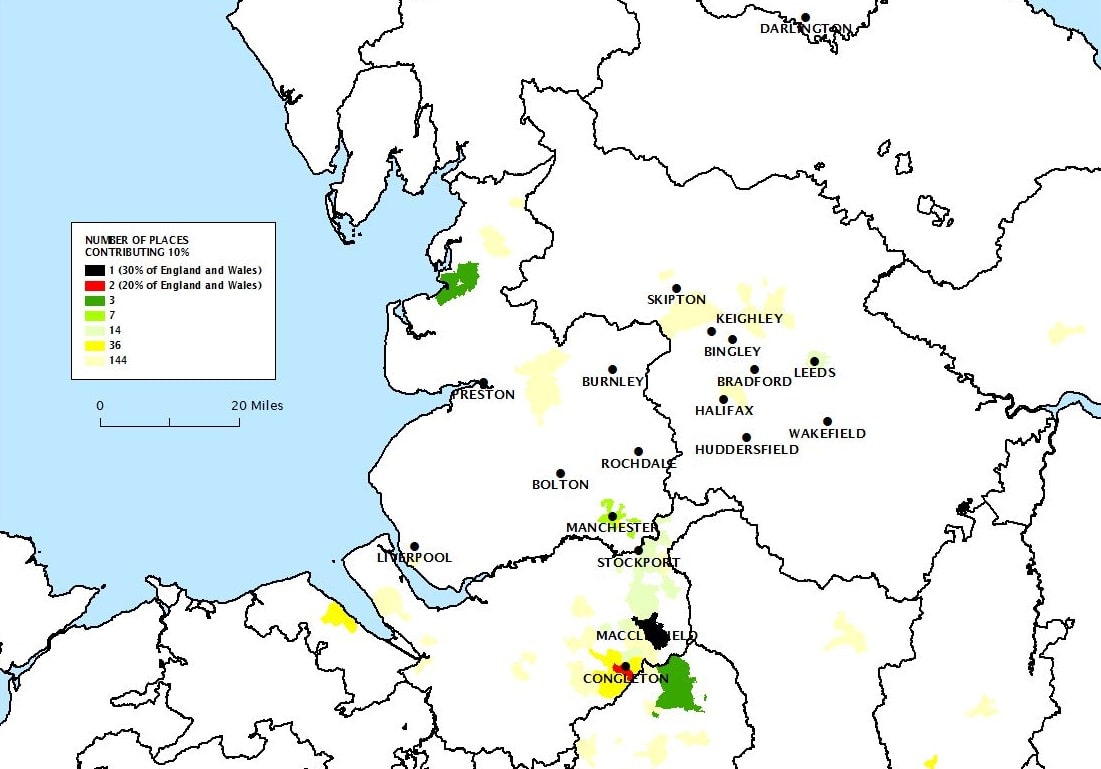 DARLINGTON
NUMBER OF PLACES
CONTRIBUTING 10%
1 (30% of England and Wales)
2 (20% of England and Wales)
3
7
14
36
144
0 20 Miles
SKIPTON
KEIGHLEY
BINGLEY
BURNLEY
BRADFORD
LEEDS
PRESTON
HALIFAX
WAKEFIELD
HUDDERSFIELD
ROCHDALE
BOLTON
MANCHESTER
LIVERPOOL
STOCKPORT
MACCLESFIELD
CONGLETON